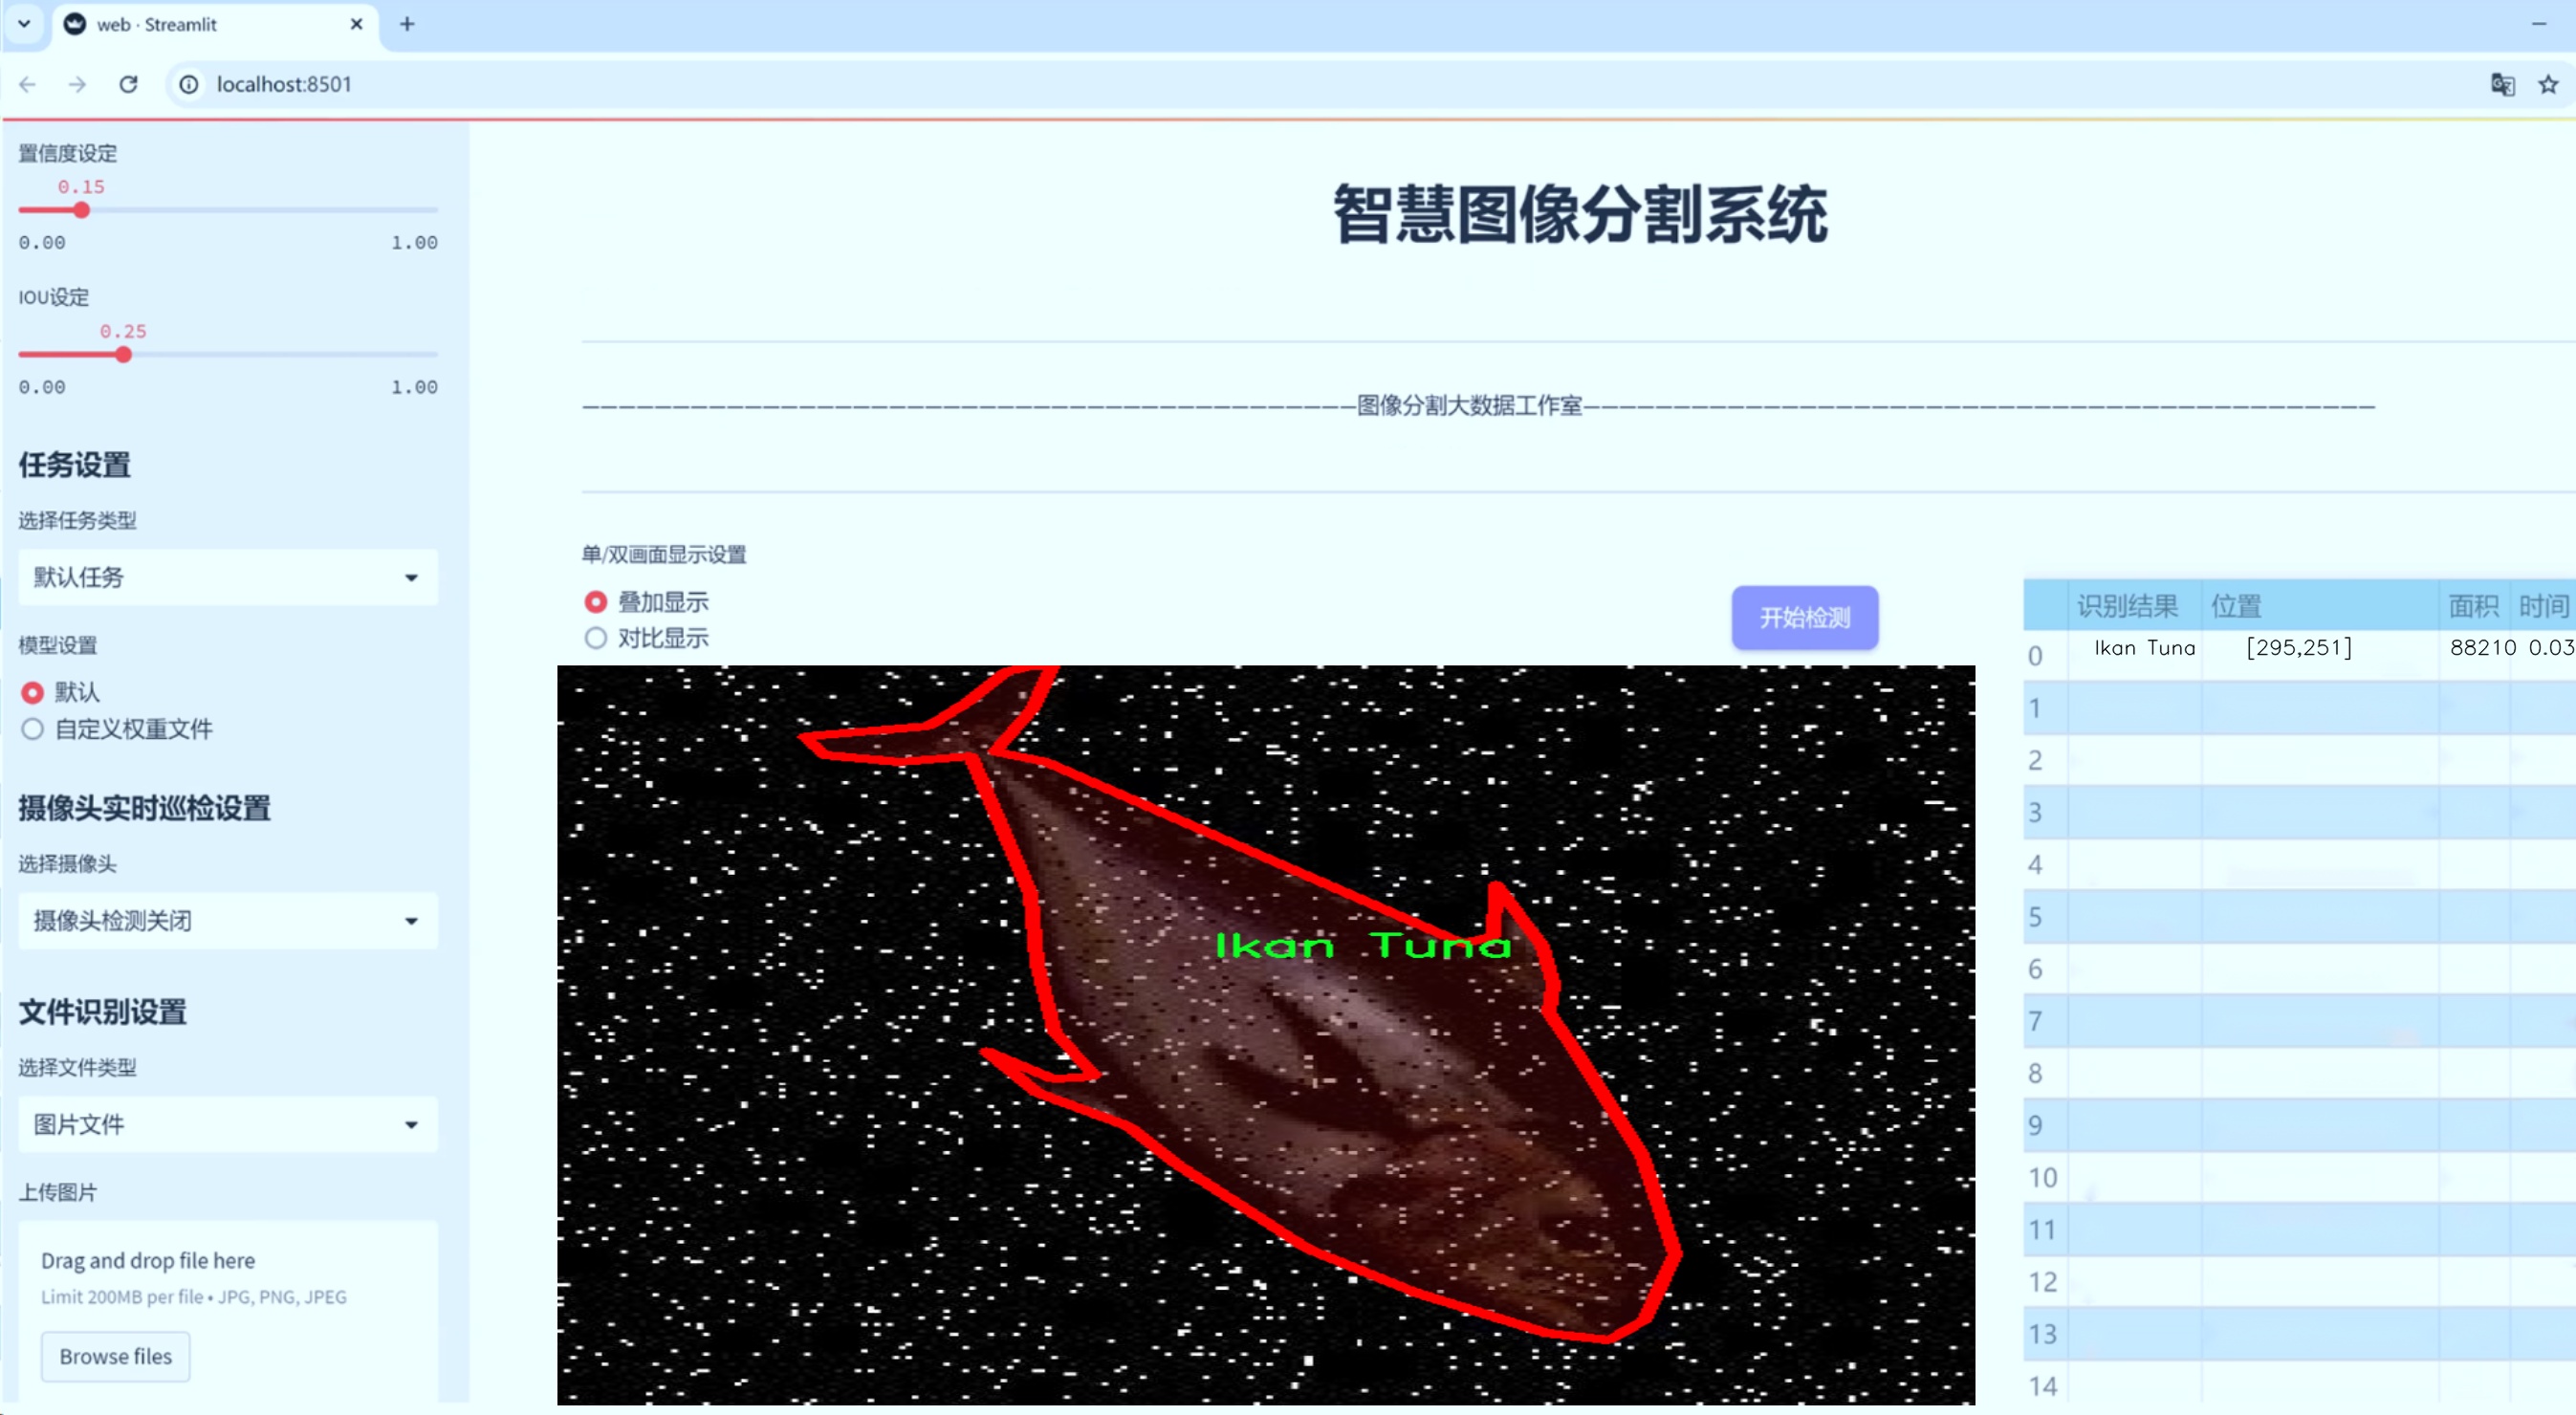 web · Streamlit
localhost:8501
置信度设定
0.15
0.00 1.00
IOU设定
0.25
0.00 1.00
任务设置
选择任务类型
默认任务
模型设置
默认
自定义权重文件
摄像头实时巡检设置
选择摄像头
摄像头检测关闭
文件识别设置
选择文件类型
图片文件
上传图片
Drag and drop file here
Limit 200MB per file • JPG, PNG, JPEG
Browse files
智慧图像分割系统
———————————————————————————————————————————图像分割大数据工作室————————————————————————————————————————————
单/双画面显示设置
叠加显示
对比显示
开始检测
Ikan Tuna
识别结果 位置 面积 时间
0 Ikan Tuna [295,251] 88210 0.03
1
2
3
4
5
6
7
8
9
10
11
12
13
14